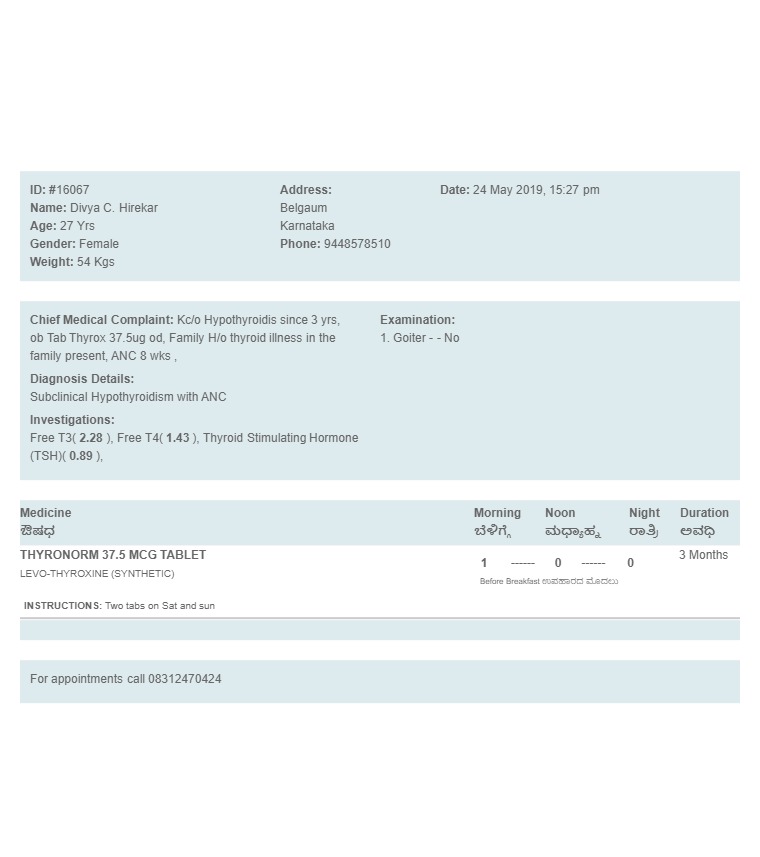 ID: #16067
Name: Divya C. Hirekar
Age: 27 Yrs
Gender: Female
Weight: 54 Kgs
Address:
Belgaum
Karnataka
Phone: 9448578510
Date: 24 May 2019, 15:27 pm
Chief Medical Complaint: Kc/o Hypothyroidis since 3 yrs,
ob Tab Thyrox 37.5ug od, Family H/o thyroid illness in the
family present, ANC 8 wks ,
Diagnosis Details:
Subclinical Hypothyroidism with ANC
Investigations:
Free T3( 2.28 ), Free T4( 1.43 ), Thyroid Stimulating Hormone
(TSH)( 0.89 ),
Examination:
1. Goiter - - No
Medicine Morning Noon Night Duration
ಔಷಧ ಬೆಳಿಗ್ಗೆ ಮಧ್ಯಾಹ್ನ ರಾತ್ರಿ ಅವಧಿ
THYRONORM 37.5 MCG TABLET 3 Months
1 ------ 0 ------ 0
LEVO-THYROXINE (SYNTHETIC)
Before Breakfast ಉಪಹಾರದ ಮೊದಲು
INSTRUCTIONS: Two tabs on Sat and sun
For appointments call 08312470424